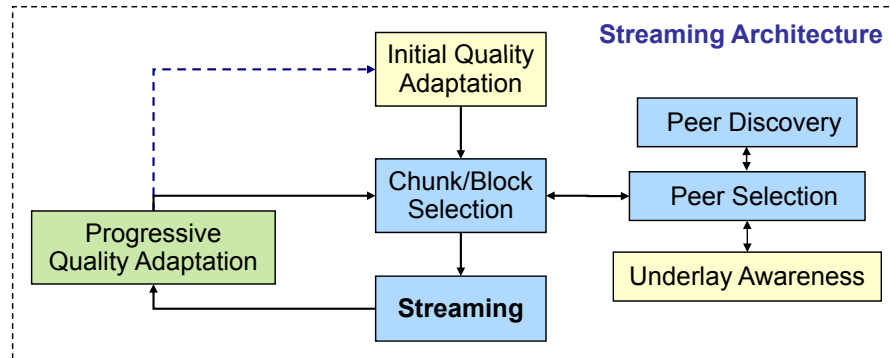 Streaming Architecture
Initial Quality
Adaptation
Peer Discovery
Chunk/Block
Selection
Peer Selection
Progressive
Quality Adaptation
Underlay Awareness
Streaming